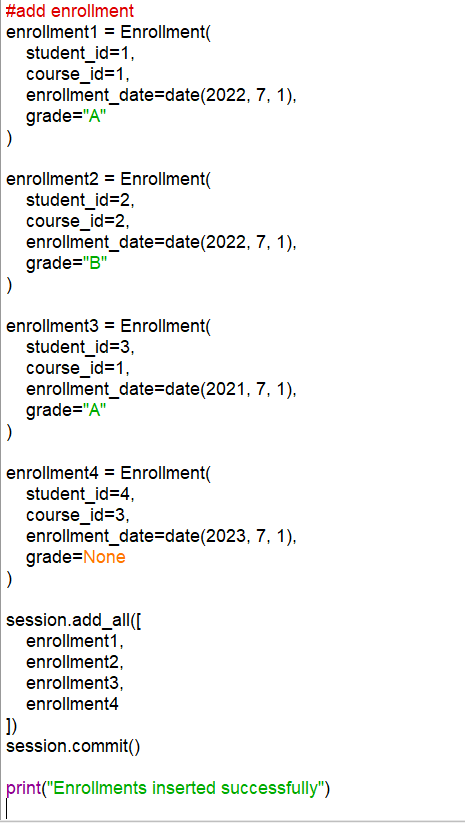 #add enrollment
enrollment1 = Enrollment(
    student_id=1,
    course_id=1,
    enrollment_date=date(2022, 7, 1),
    grade="A"
)

enrollment2 = Enrollment(
    student_id=2,
    course_id=2,
    enrollment_date=date(2022, 7, 1),
    grade="B"
)

enrollment3 = Enrollment(
    student_id=3,
    course_id=1,
    enrollment_date=date(2021, 7, 1),
    grade="A"
)

enrollment4 = Enrollment(
    student_id=4,
    course_id=3,
    enrollment_date=date(2023, 7, 1),
    grade=None
)

session.add_all([
    enrollment1,
    enrollment2,
    enrollment3,
    enrollment4
])
session.commit()

print("Enrollments inserted successfully")